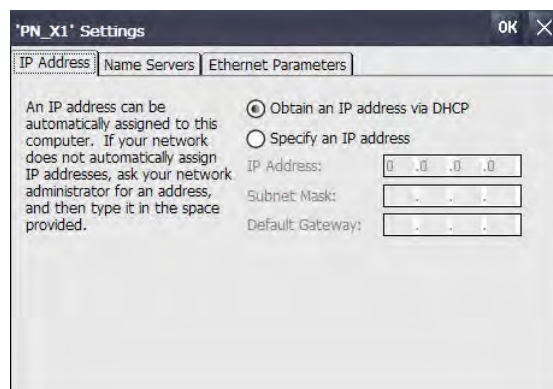 'PN_X1' Settings OK X
IP Address Name Servers Ethernet Parameters
An IP address can be
automatically assigned to this
computer. If your network
does not automatically assign
IP addresses, ask your network
administrator for an address,
and then type it in the space
provided.
Obtain an IP address via DHCP
Specify an IP address
IP Address: 0 .0 .0 .0
Subnet Mask: . . .
Default Gateway: . . .